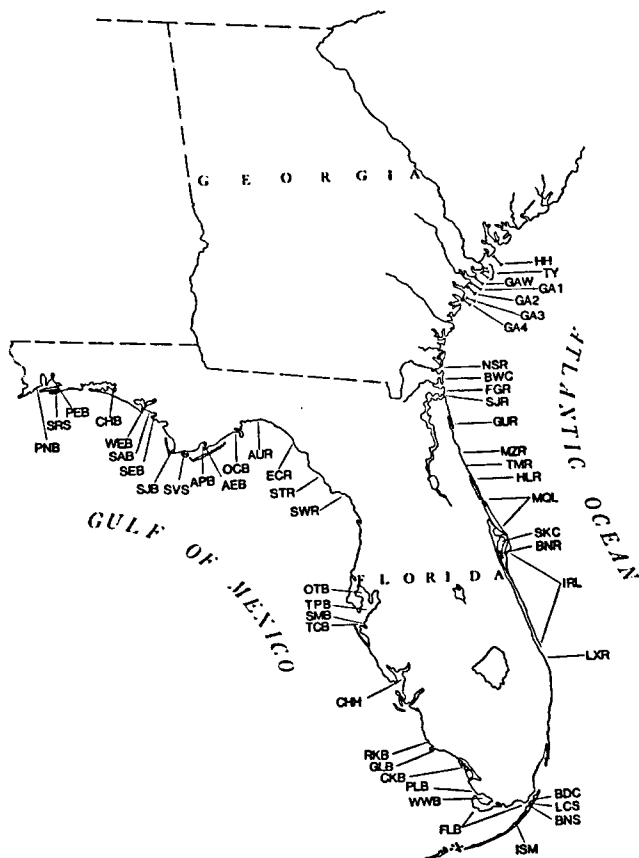 GEORGIA
HH
TY
GAW
GA1
GA2
GA3
GA4
ATLANTIC OCEAN
NSR
BWC
FGR
SJR
GUR
MZR
TMR
HLR
MQL
SKC
BNR
IRL
LXR
PNB
SRS
PEB
CHB
WEB
SAB
SEB
SJB
SVS
APB
AEB
OCB
AUR
ECR
STR
SWR
GULF OF MEXICO
FLORIDA
OTB
TPB
SMB
TCB
CHH
RKB
GLB
CKB
PLB
WWB
FLB
BDC
LCS
BNS
ISM